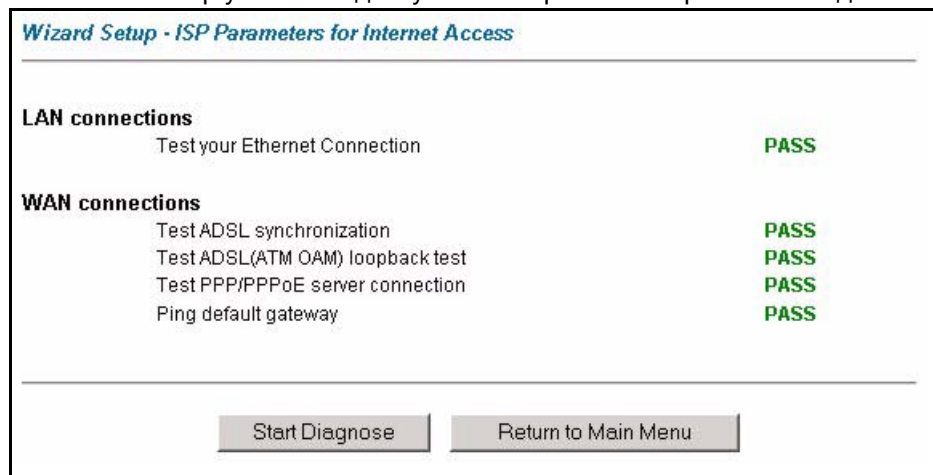 Wizard Setup - ISP Parameters for Internet Access
LAN connections
Test your Ethernet Connection PASS
WAN connections
Test ADSL synchronization PASS
Test ADSL(ATM OAM) loopback test PASS
Test PPP/PPPoE server connection PASS
Ping default gateway PASS
Start Diagnose Return to Main Menu